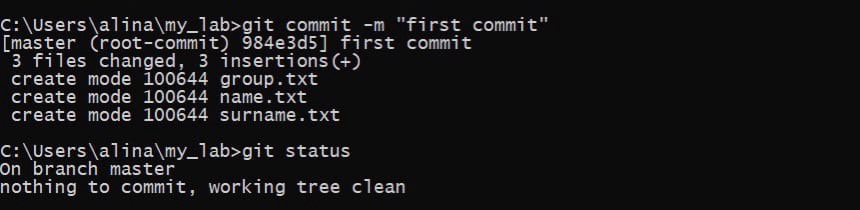 C:\Users\alina\my_lab>git commit -m "first commit"
[master (root-commit) 984e3d5] first commit
 3 files changed, 3 insertions(+)
 create mode 100644 group.txt
 create mode 100644 name.txt
 create mode 100644 surname.txt

C:\Users\alina\my_lab>git status
On branch master
nothing to commit, working tree clean